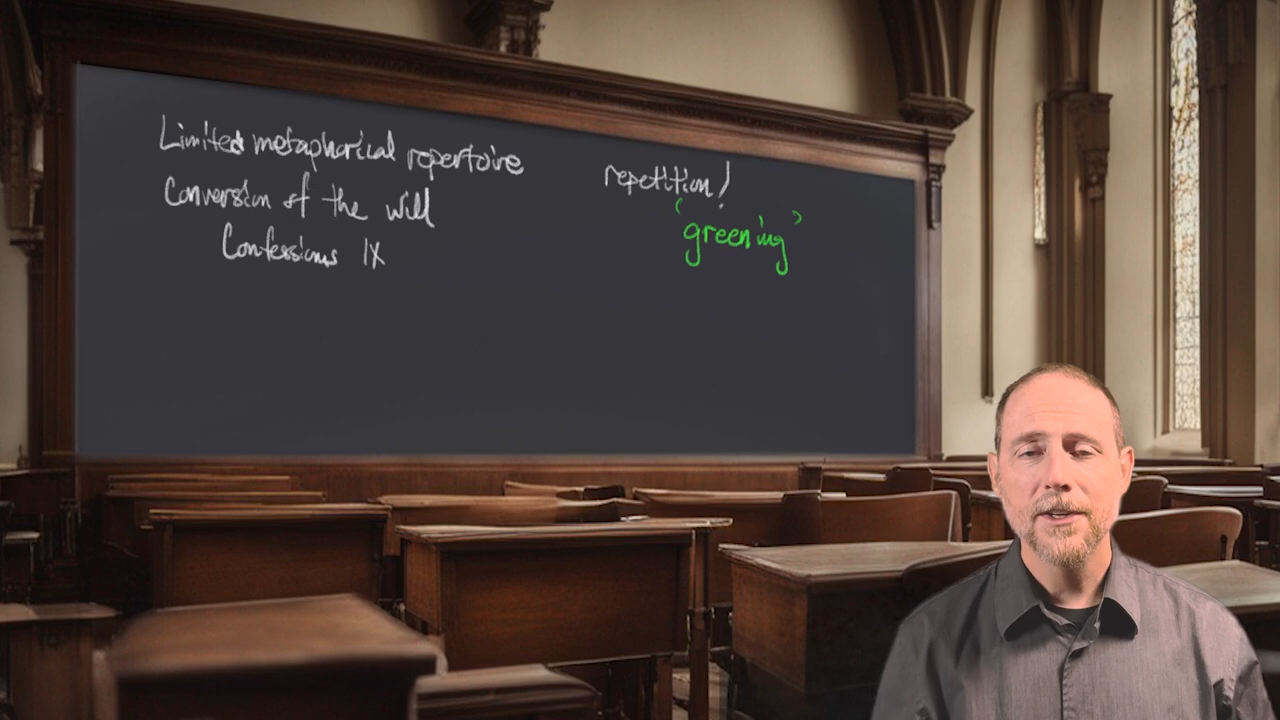 Limited metaphorical repertoire
Conversion of the will
Confessions IX
repetition!
'greening'